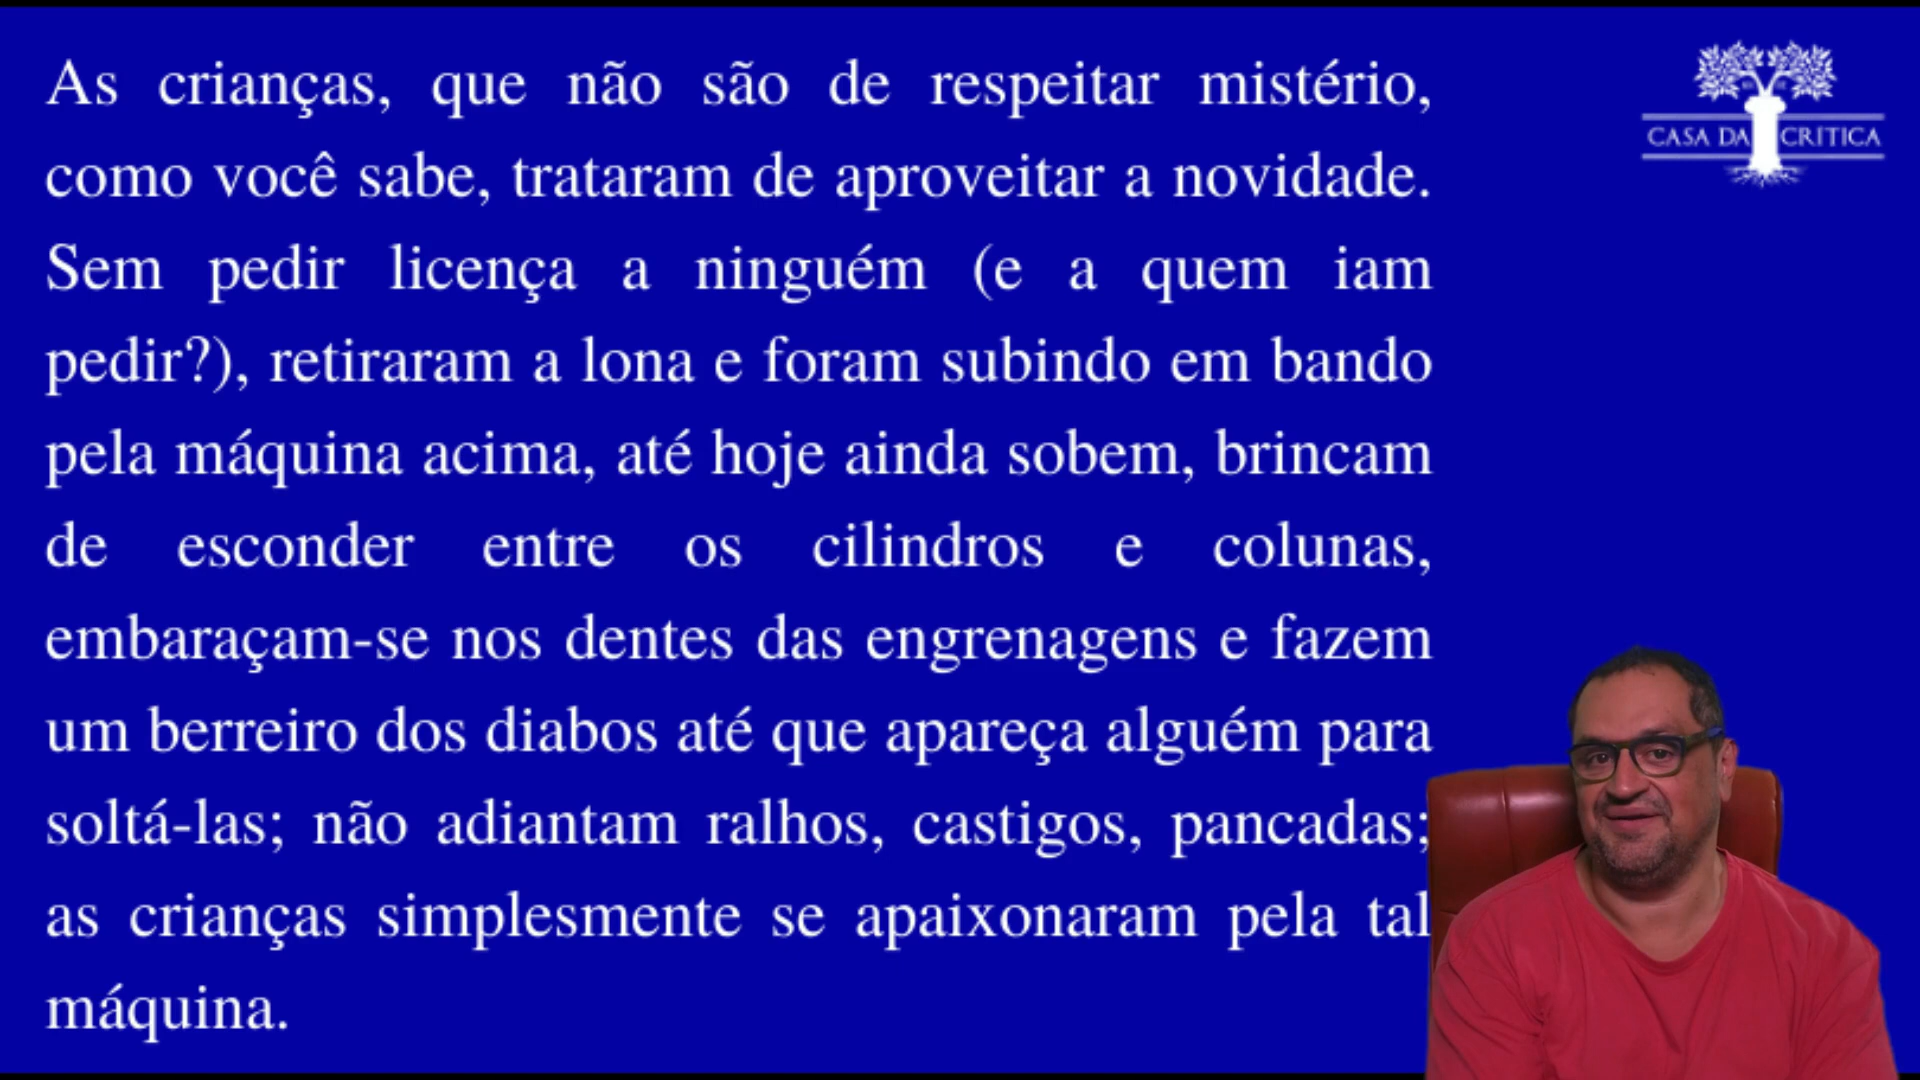 As crianças, que não são de respeitar mistério,
como você sabe, trataram de aproveitar a novidade.
Sem pedir licença a ninguém (e a quem iam
pedir?), retiraram a lona e foram subindo em bando
pela máquina acima, até hoje ainda sobem, brincam
de esconder entre os cilindros e colunas,
embaraçam-se nos dentes das engrenagens e fazem
um berreiro dos diabos até que apareça alguém para
soltá-las; não adiantam ralhos, castigos, pancadas;
as crianças simplesmente se apaixonaram pela tal
máquina.
CASA DA CRÍTICA